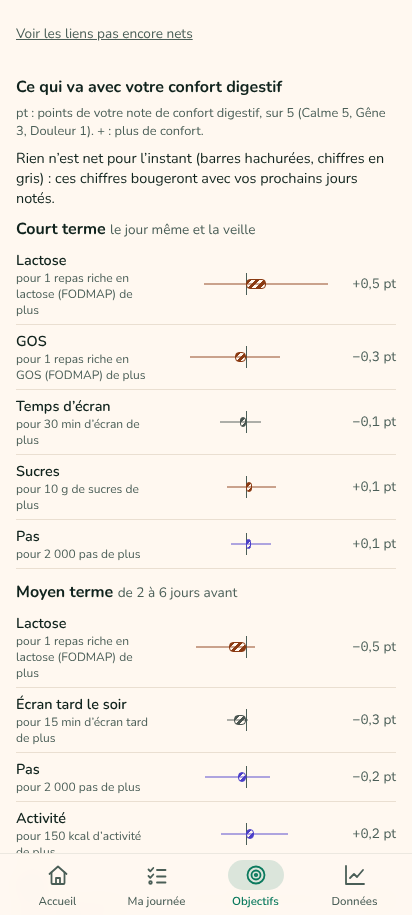 Voir les liens pas encore nets
Ce qui va avec votre confort digestif
pt : points de votre note de confort digestif, sur 5 (Calme 5, Gêne
3, Douleur 1). + : plus de confort.
Rien n’est net pour l’instant (barres hachurées, chiffres en
gris) : ces chiffres bougeront avec vos prochains jours
notés.
Court terme le jour même et la veille
Lactose
pour 1 repas riche en
lactose (FODMAP) de
plus
+0,5 pt
GOS
pour 1 repas riche en
GOS (FODMAP) de plus
−0,3 pt
Temps d’écran
pour 30 min d’écran de
plus
−0,1 pt
Sucres
pour 10 g de sucres de
plus
+0,1 pt
Pas
pour 2 000 pas de plus
+0,1 pt
Moyen terme de 2 à 6 jours avant
Lactose
pour 1 repas riche en
lactose (FODMAP) de
plus
−0,5 pt
Écran tard le soir
pour 15 min d’écran tard
de plus
−0,3 pt
Pas
pour 2 000 pas de plus
−0,2 pt
Activité
pour 150 kcal d’activité
de plus
+0,2 pt
Accueil
Ma journée
Objectifs
Données